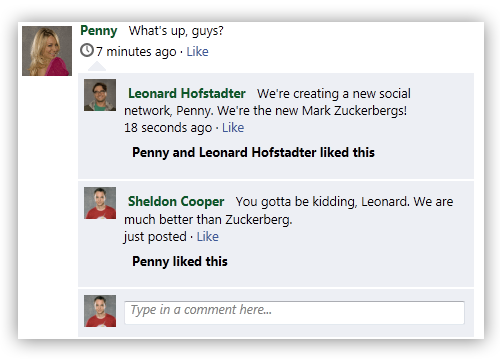 Penny What's up, guys?
7 minutes ago · Like
Leonard Hofstadter We're creating a new social
network, Penny. We're the new Mark Zuckerbergs!
18 seconds ago · Like
Penny and Leonard Hofstadter liked this
Sheldon Cooper You gotta be kidding, Leonard. We are
much better than Zuckerberg.
just posted · Like
Penny liked this
Type in a comment here...